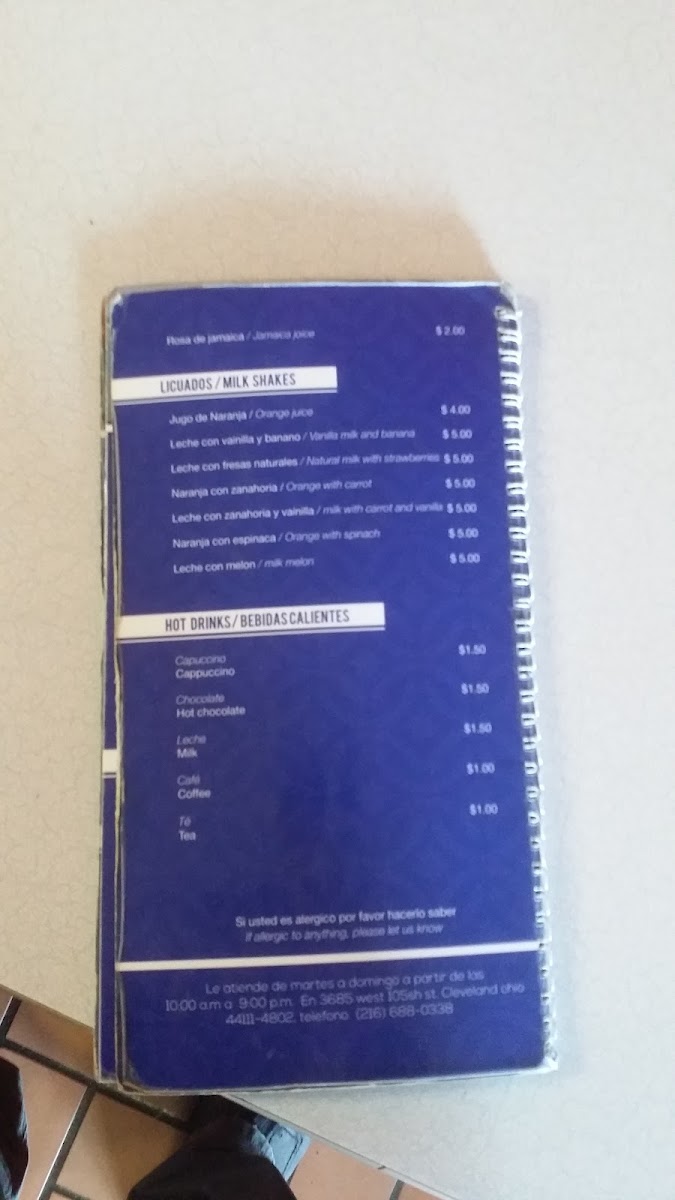 Rosa de jamaica / Jamaica joice $ 2.00
LICUADOS / MILK SHAKES
Jugo de Naranja / Orange juice $ 4.00
Leche con vainilla y banano / Vanilla milk and banana $ 5.00
Leche con fresas naturales / Natural milk with strawberries $ 5.00
Naranja con zanahoria / Orange with carrot $ 5.00
Leche con zanahoria y vainilla / milk with carrot and vanilla $ 5.00
Naranja con espinaca / Orange with spinach $ 5.00
Leche con melon / milk melon $ 5.00
HOT DRINKS / BEBIDAS CALIENTES
Capuccino $1.50
Cappuccino
Chocolate $1.50
Hot chocolate
Leche $1.50
Milk
Café $1.00
Coffee
Té $1.00
Tea
Si usted es alergico por favor hacerlo saber
If allergic to anything, please let us know
Le atiende de martes a domingo a partir de las
10:00 a.m a 9:00 p.m. En 3685 west 105th st. Cleveland ohio
44111-4802, telefono (216) 688-0338